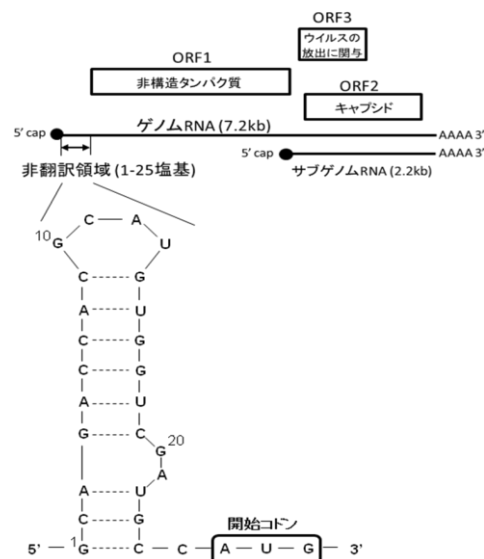 ORF3
ウイルスの
放出に関与
ORF1
非構造タンパク質
ORF2
キャプシド
5' cap ゲノムRNA (7.2kb) AAAA 3'
5' cap サブゲノムRNA (2.2kb) AAAA 3'
非翻訳領域 (1-25塩基)
C A
10 G U
C G
A U
C G
C G
A U
G C
G 20
A
A U
C G
開始コドン
5' 1 G C C A U G 3'